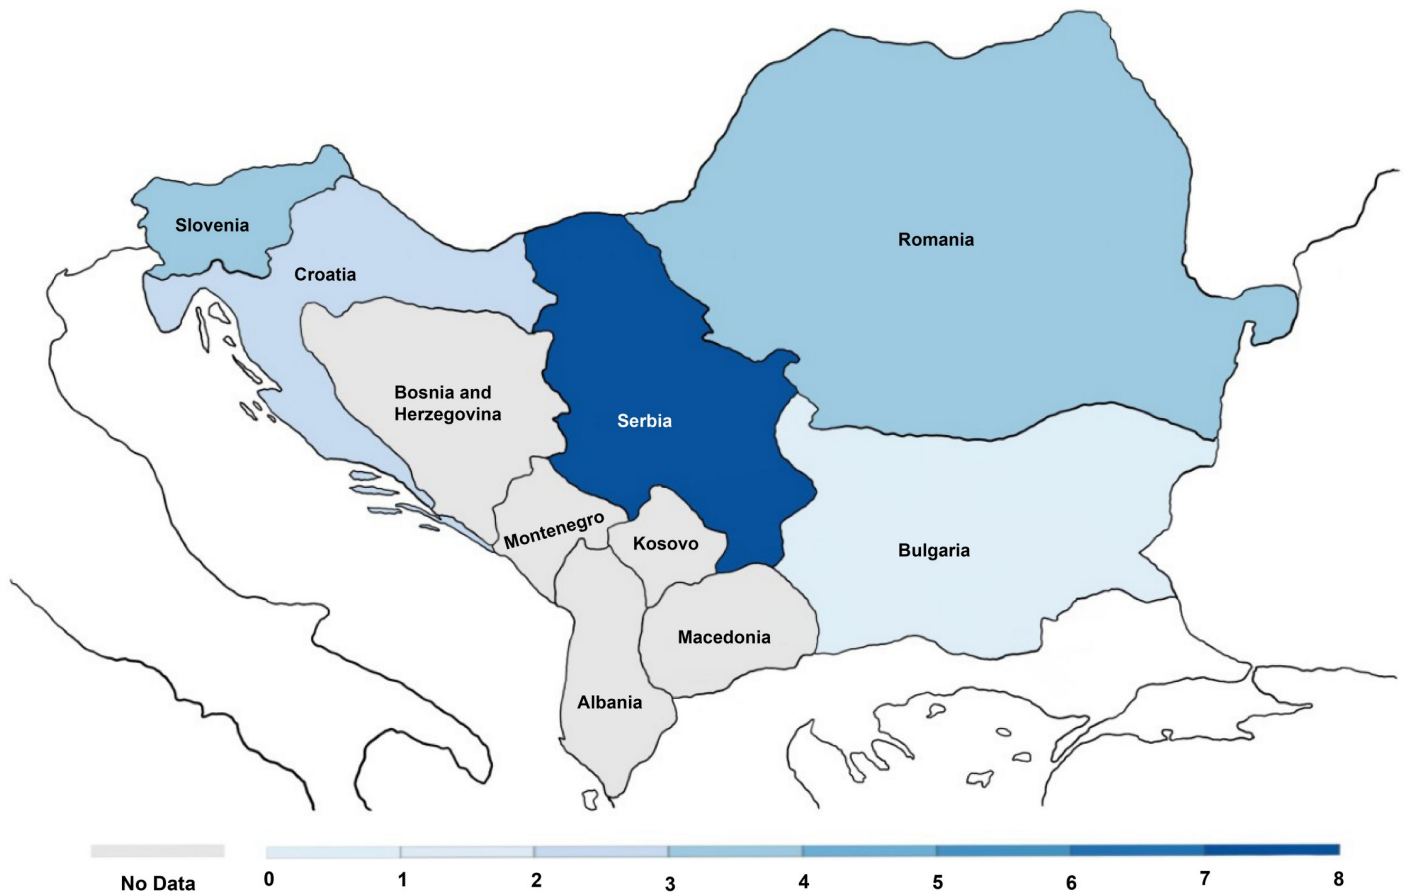 Slovenia
Croatia
Romania
Bosnia and
Herzegovina
Serbia
Montenegro
Kosovo
Bulgaria
Macedonia
Albania
No Data
0 1 2 3 4 5 6 7 8